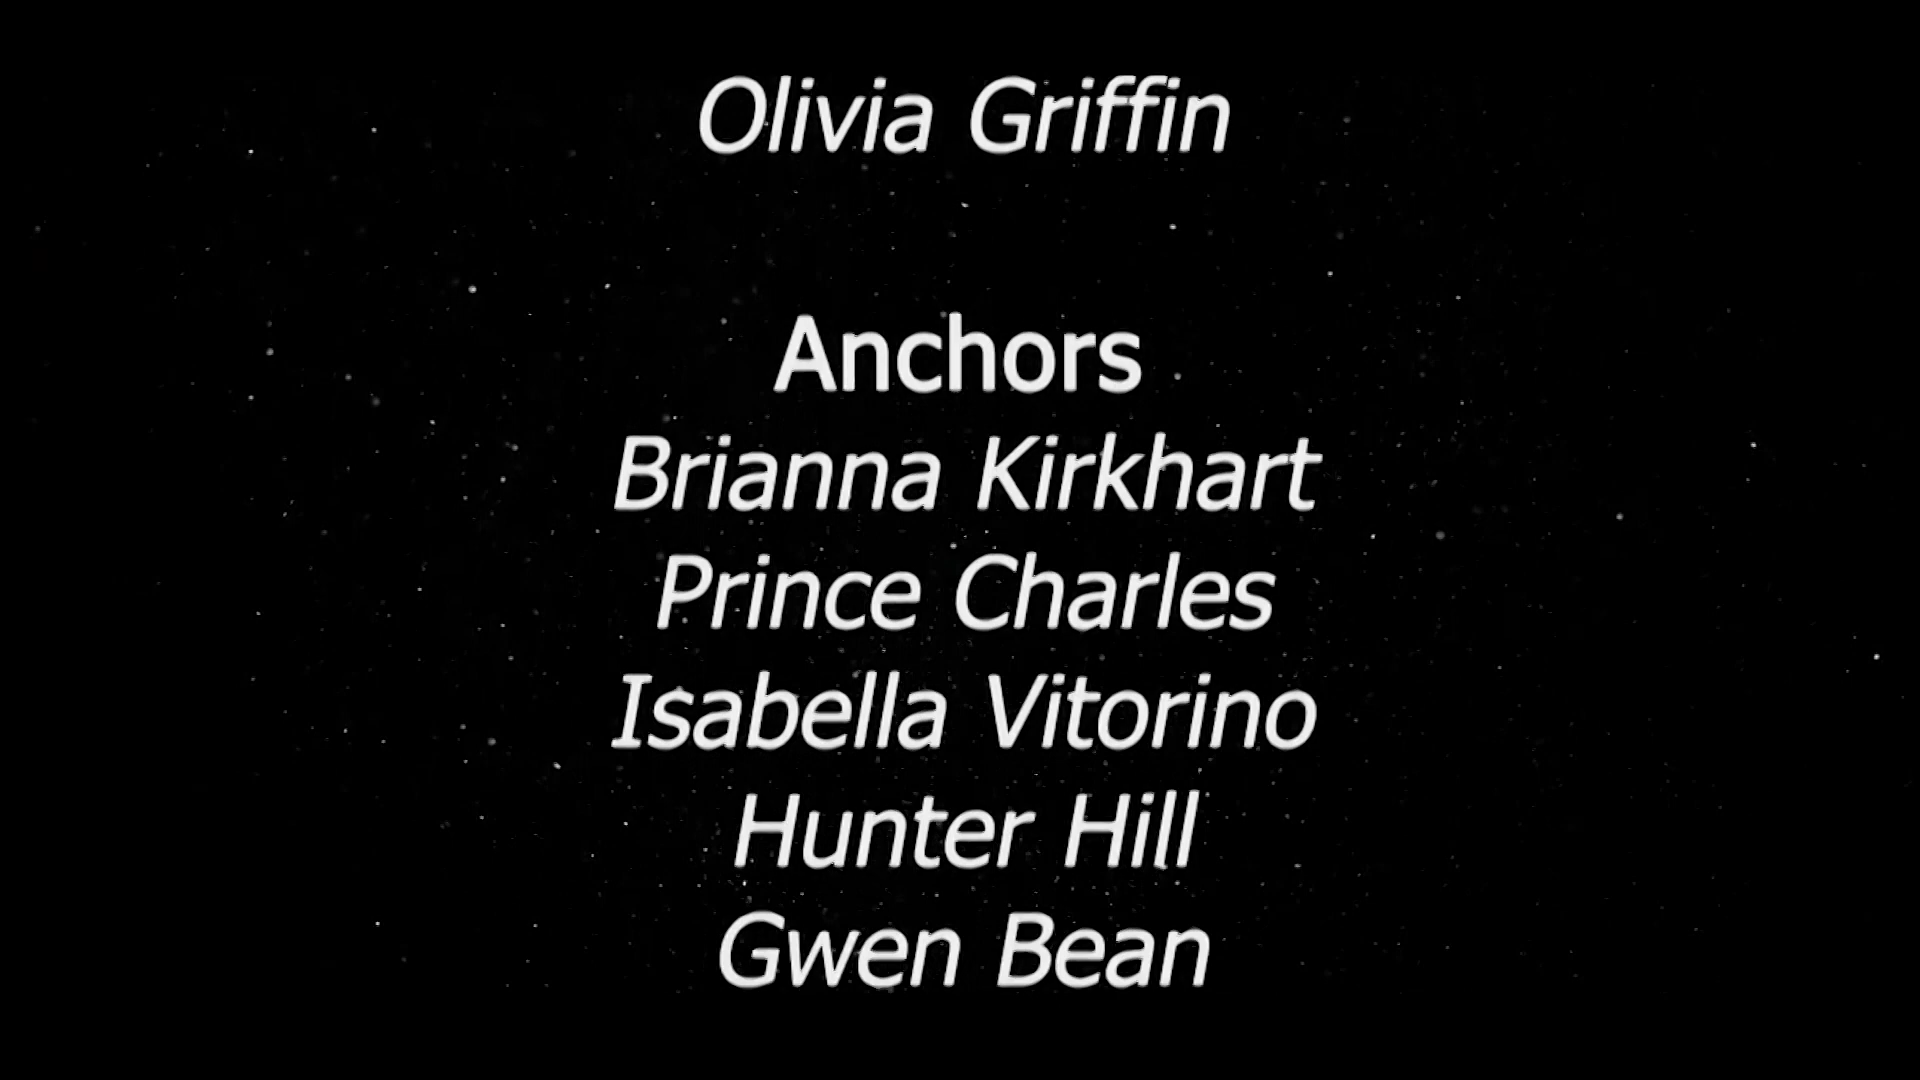 Olivia Griffin
Anchors
Brianna Kirkhart
Prince Charles
Isabella Vitorino
Hunter Hill
Gwen Bean